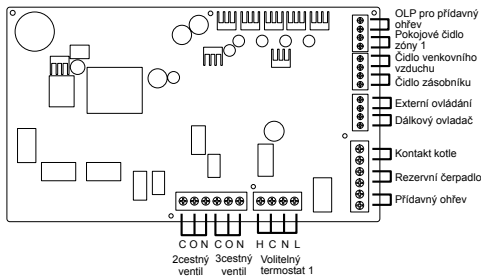 OLP pro přídavný
ohřev
Pokojové čidlo
zóny 1
Čidlo venkovního
vzduchu
Čidlo zásobníku
Externí ovládání
Dálkový ovladač
Kontakt kotle
Rezervní čerpadlo
Přídavný ohřev
C O N C O N H C N L
2cestný 3cestný Volitelný
ventil ventil termostat 1